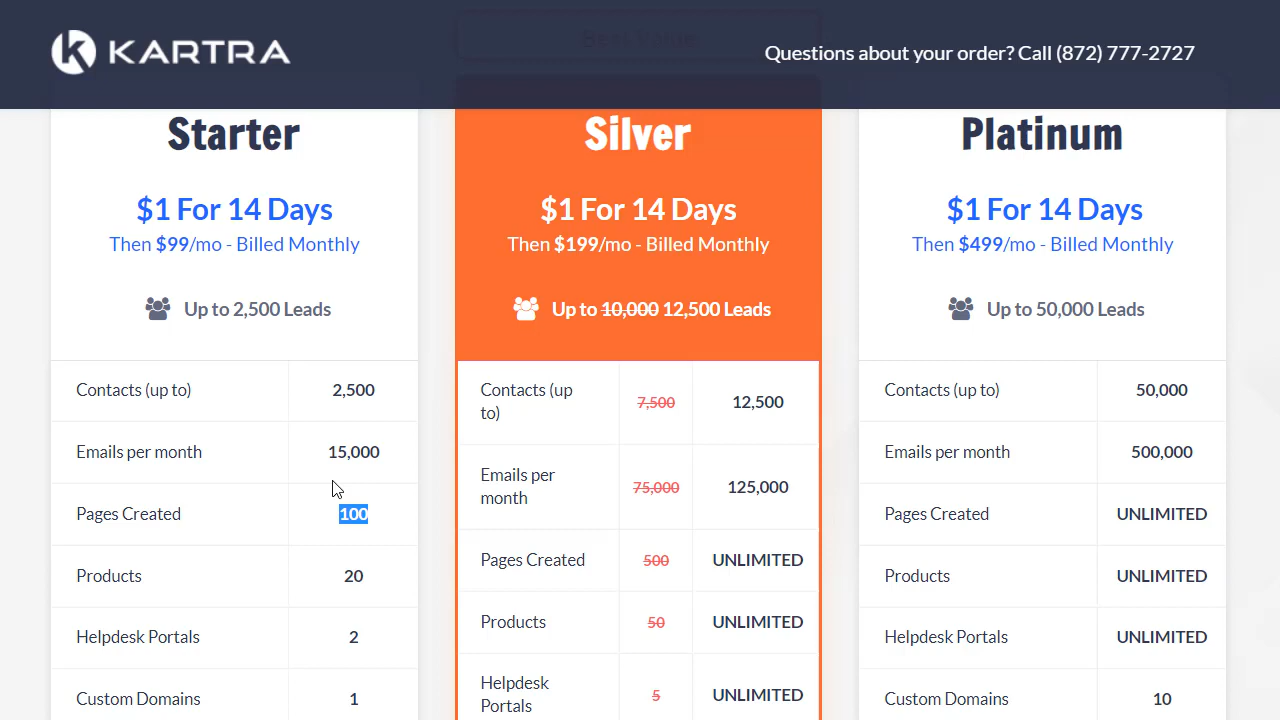 KARTRA
Questions about your order? Call (872) 777-2727
Starter
$1 For 14 Days
Then $99/mo - Billed Monthly
Up to 2,500 Leads
Contacts (up to) 2,500
Emails per month 15,000
Pages Created 100
Products 20
Helpdesk Portals 2
Custom Domains 1
Silver
$1 For 14 Days
Then $199/mo - Billed Monthly
Up to 10,000 12,500 Leads
Contacts (up
to) 7,500 12,500
Emails per
month 75,000 125,000
Pages Created 500 UNLIMITED
Products 50 UNLIMITED
Helpdesk
Portals 5 UNLIMITED
Platinum
$1 For 14 Days
Then $499/mo - Billed Monthly
Up to 50,000 Leads
Contacts (up to) 50,000
Emails per month 500,000
Pages Created UNLIMITED
Products UNLIMITED
Helpdesk Portals UNLIMITED
Custom Domains 10